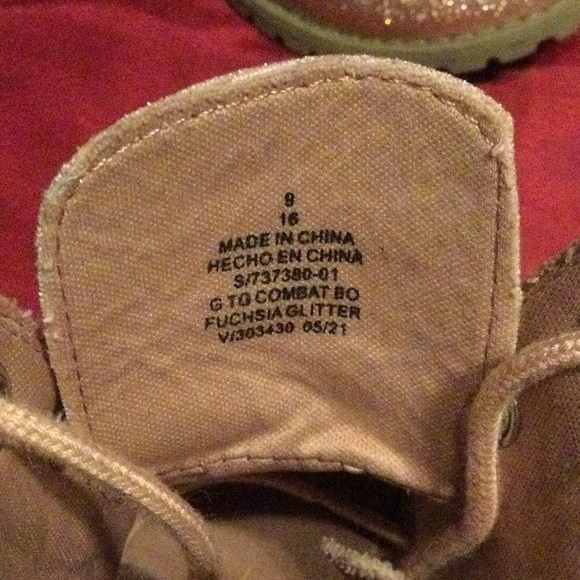 9
16
MADE IN CHINA
HECHO EN CHINA
S/737380-01
G TG COMBAT BO
FUCHSIA GLITTER
V/303430 05/21